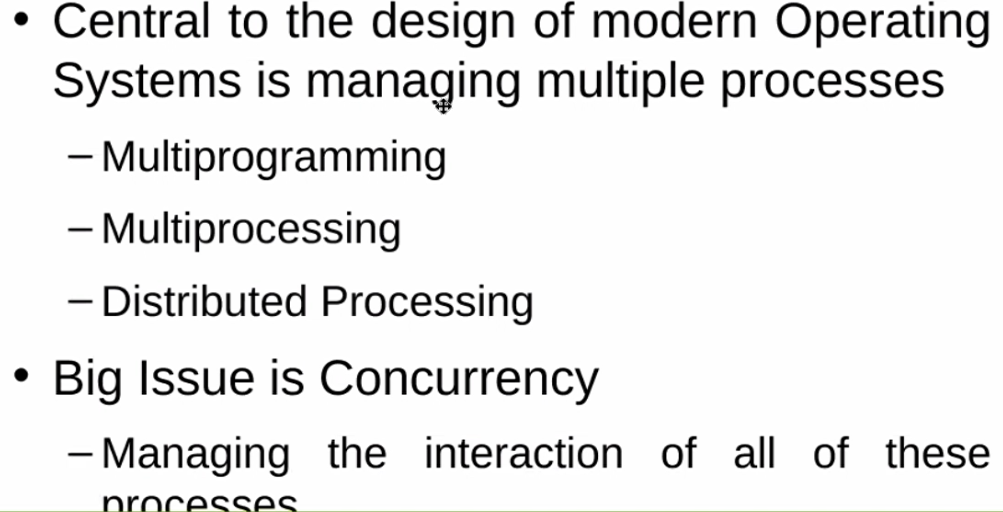 • Central to the design of modern Operating
Systems is managing multiple processes
– Multiprogramming
– Multiprocessing
– Distributed Processing
• Big Issue is Concurrency
– Managing the interaction of all of these
processes